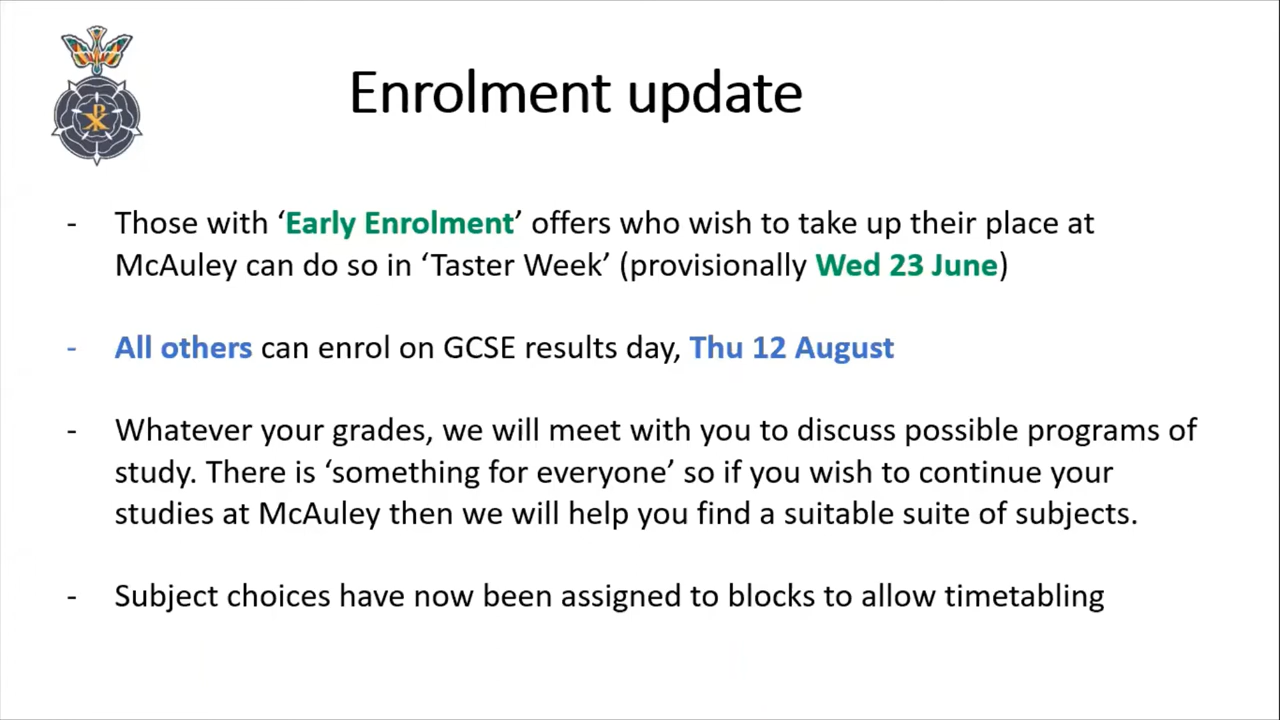 Enrolment update
- Those with ‘Early Enrolment’ offers who wish to take up their place at
McAuley can do so in ‘Taster Week’ (provisionally Wed 23 June)
- All others can enrol on GCSE results day, Thu 12 August
- Whatever your grades, we will meet with you to discuss possible programs of
study. There is ‘something for everyone’ so if you wish to continue your
studies at McAuley then we will help you find a suitable suite of subjects.
- Subject choices have now been assigned to blocks to allow timetabling